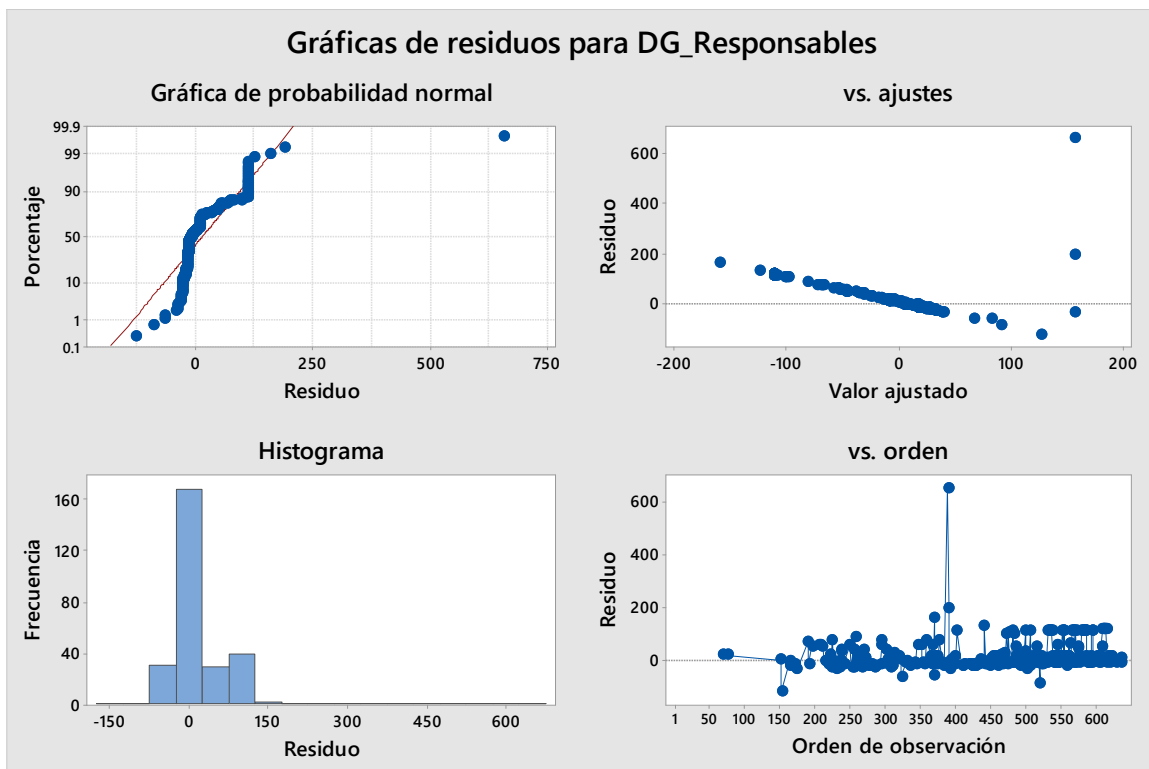 Gráficas de residuos para DG_Responsables
Gráfica de probabilidad normal
99.9
99
90
50
10
1
0.1
Porcentaje
0 250 500 750
Residuo
vs. ajustes
600
400
200
0
Residuo
-200 -100 0 100 200
Valor ajustado
Histograma
160
120
80
40
0
Frecuencia
-150 0 150 300 450 600
Residuo
vs. orden
600
400
200
0
Residuo
1 50 100 150 200 250 300 350 400 450 500 550 600
Orden de observación